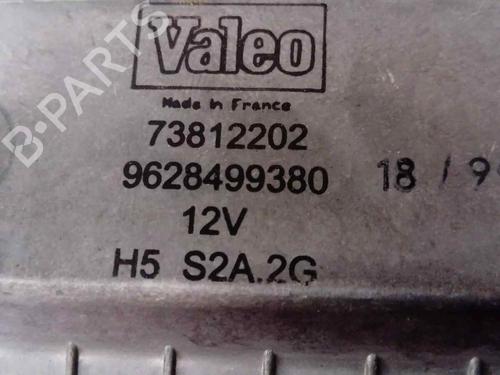 Valeo
Made in France
73812202
9628499380
18 / 9
12V
H5 S2A.2G
B-PARTS